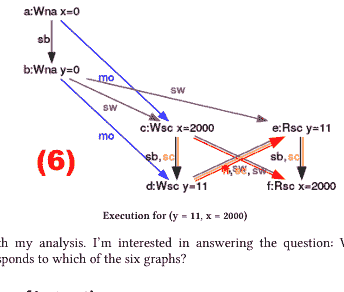 a:Wna x=0
sb
b:Wna y=0
mo
sw
sw
mo
c:Wsc x=2000
e:Rsc y=11
(6)
sb, sc
sw
sw
sb, sc
d:Wsc y=11
f:Rsc x=2000
Execution for (y = 11, x = 2000)
th my analysis. I'm interested in answering the question: W
sponds to which of the six graphs?